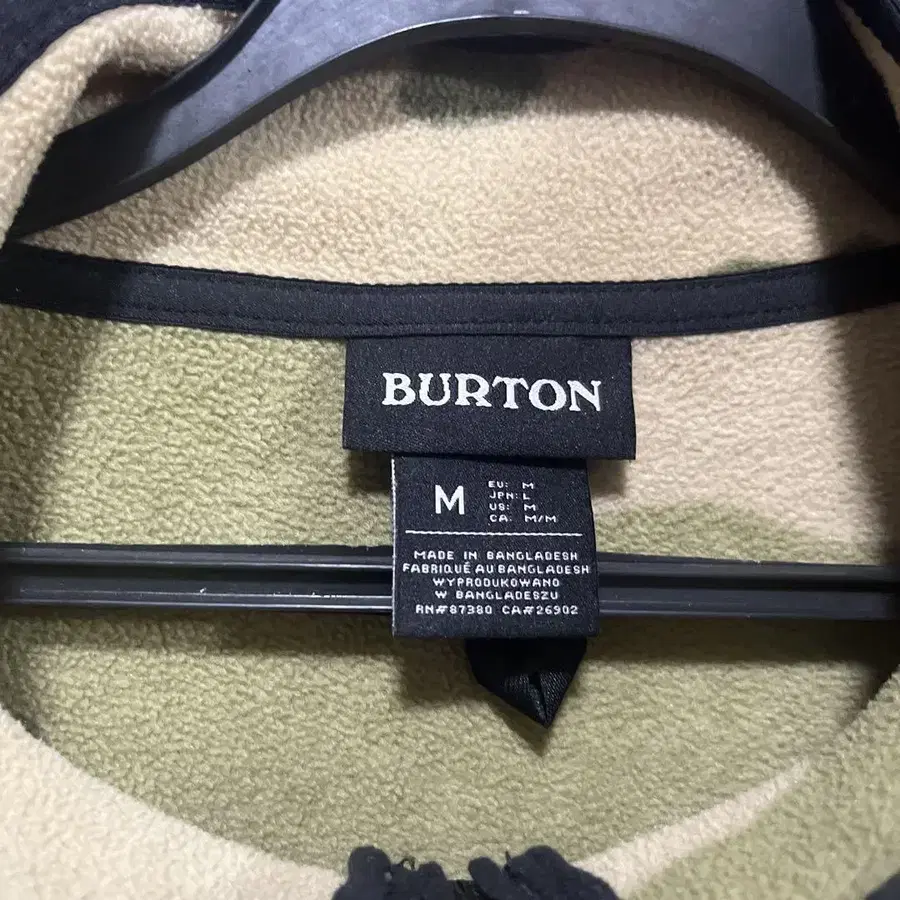 BURTON
M
EU: M
JPN: L
US: M
CA: M/M
MADE IN BANGLADESH
FABRIQUÉ AU BANGLADESH
WYPRODUKOWANO
W BANGLADESZU
RN#87380 CA#26902